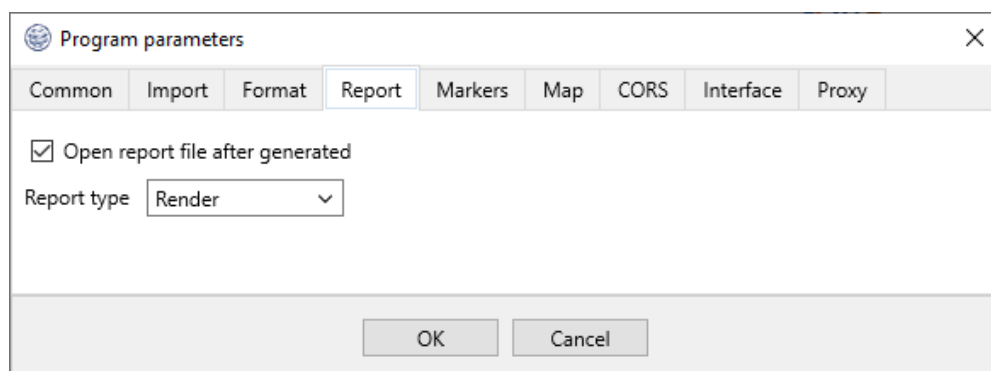 Program parameters
Common Import Format Report Markers Map CORS Interface Proxy
Open report file after generated
Report type Render
OK Cancel